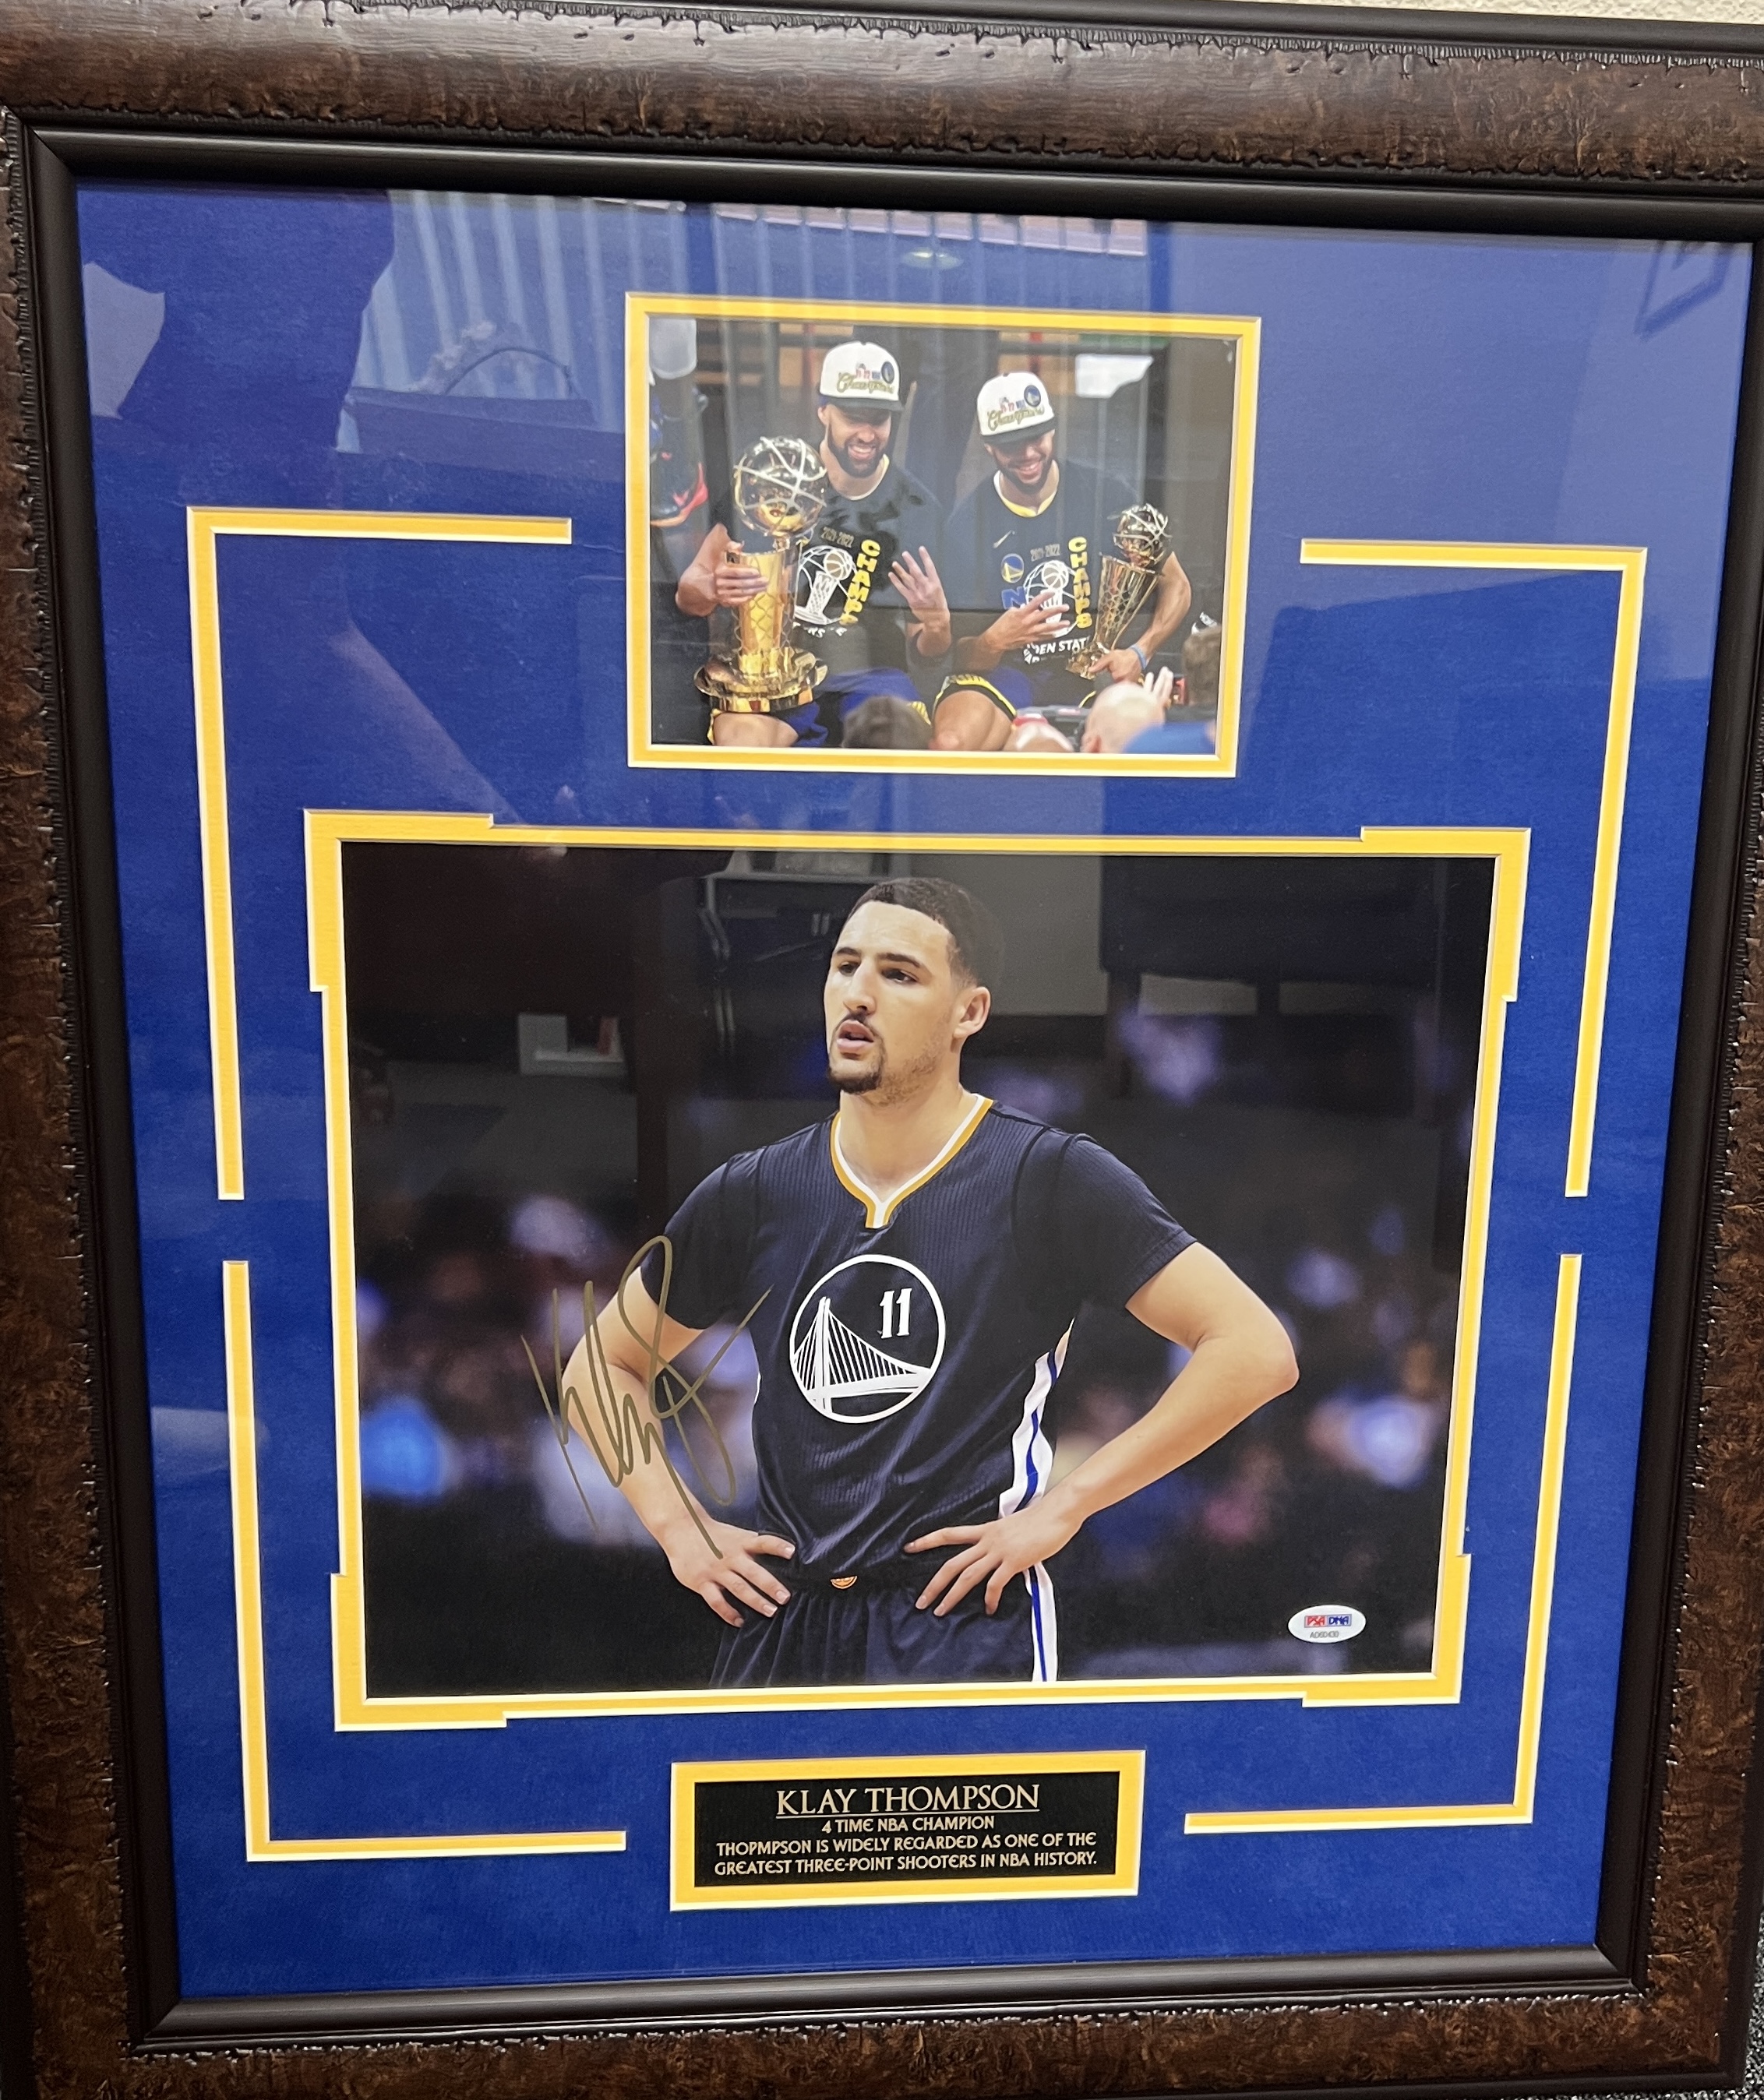 CHAMPS
CHAMPS
11
PSA DNA
KLAY THOMPSON
4 TIME NBA CHAMPION
THOPMPSON IS WIDELY REGARDED AS ONE OF THE
GREATEST THREE-POINT SHOOTERS IN NBA HISTORY.